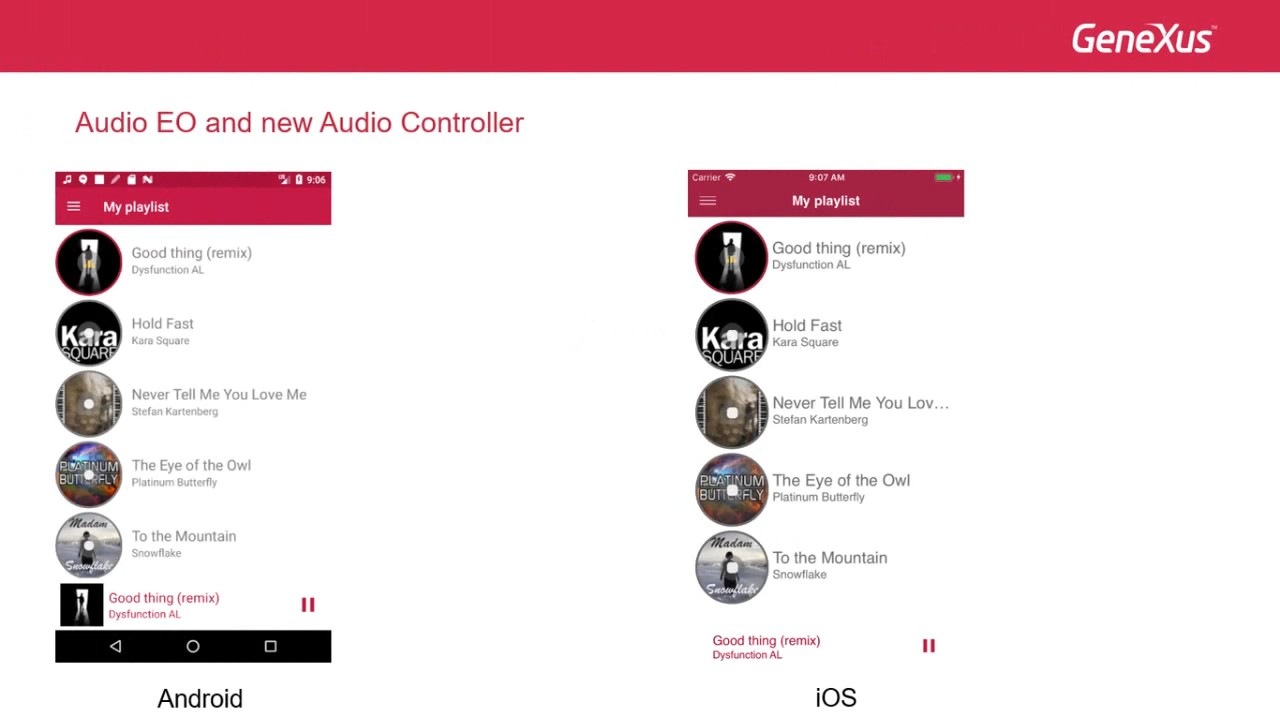 GeneXus™
Audio EO and new Audio Controller
9:06
My playlist
Good thing (remix)
Dysfunction AL
Kara
SQUARE
Hold Fast
Kara Square
Never Tell Me You Love Me
Stefan Kartenberg
PLATINUM
BUTTERFLY
The Eye of the Owl
Platinum Butterfly
Madam
Snowflake
To the Mountain
Snowflake
Good thing (remix)
Dysfunction AL
Android
Carrier
9:07 AM
My playlist
Good thing (remix)
Dysfunction AL
Kara
SQUARE
Hold Fast
Kara Square
Never Tell Me You Lov…
Stefan Kartenberg
PLATINUM
BUTTERFLY
The Eye of the Owl
Platinum Butterfly
Madam
Snowflake
To the Mountain
Snowflake
Good thing (remix)
Dysfunction AL
iOS